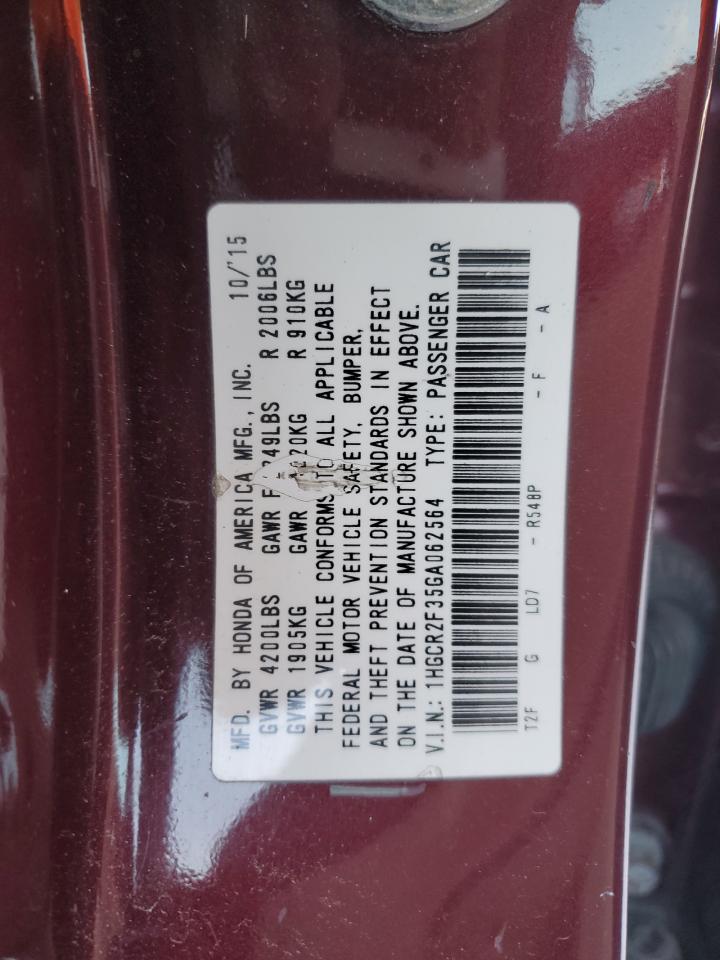 MFD. BY HONDA OF AMERICA MFG., INC. 10/'15
GVWR 4200LBS GAWR F 49LBS R 2006LBS
GVWR 1905KG GAWR 20KG R 910KG
THIS VEHICLE CONFORMS TO ALL APPLICABLE
FEDERAL MOTOR VEHICLE SAFETY, BUMPER,
AND THEFT PREVENTION STANDARDS IN EFFECT
ON THE DATE OF MANUFACTURE SHOWN ABOVE.
V.I.N.: 1HGCR2F35GA062564 TYPE: PASSENGER CAR
T2F G LD7 - R548P - F - A